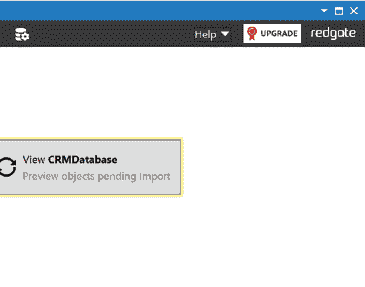 Help UPGRADE redgate
View CRMDatabase
Preview objects pending Import